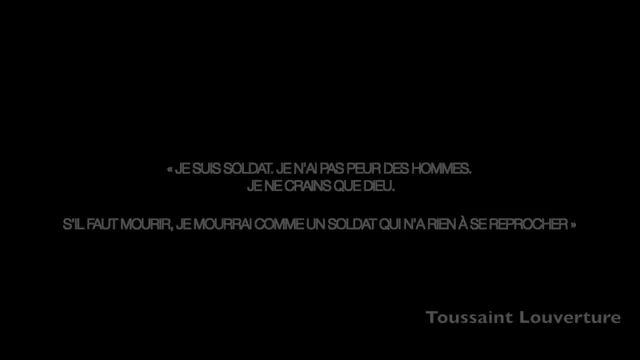 « JE SUIS SOLDAT. JE N'AI PAS PEUR DES HOMMES.
JE NE CRAINS QUE DIEU.
S'IL FAUT MOURIR, JE MOURRAI COMME UN SOLDAT QUI N'A RIEN À SE REPROCHER »
Toussaint Louverture